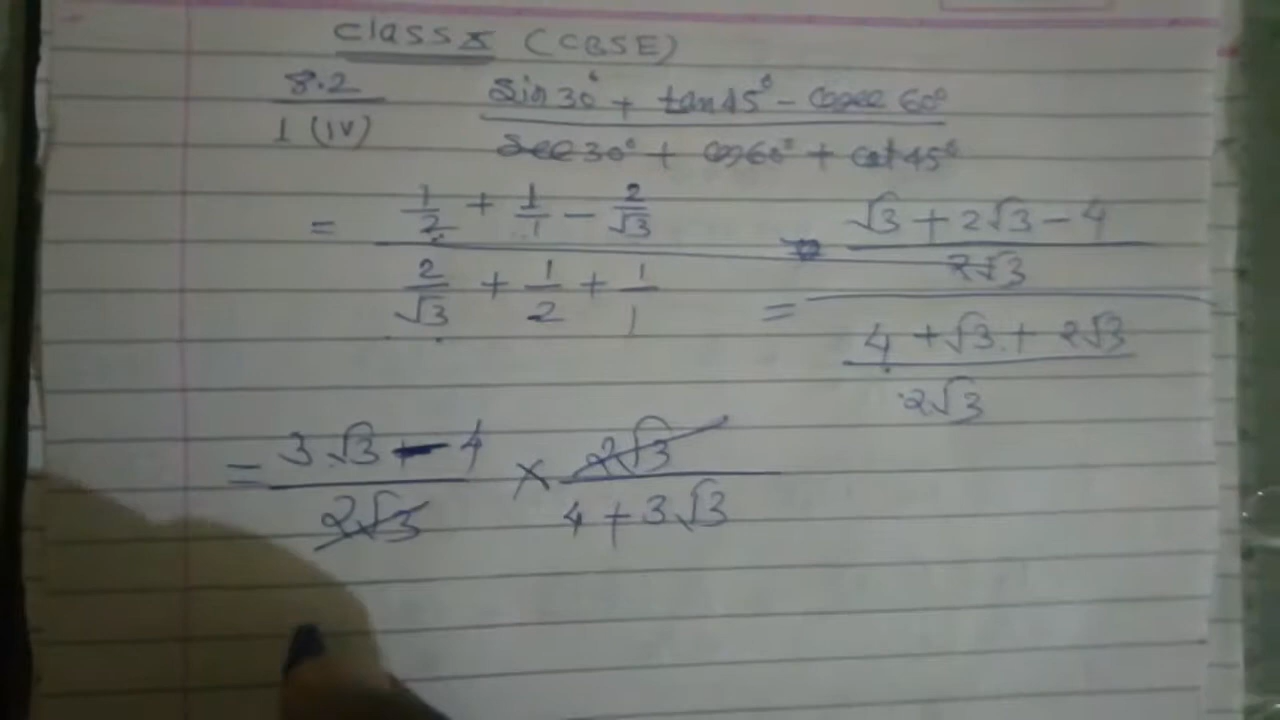 class X (CBSE)
8.2
1 (iv)
sin 30° + tan 45° - cosec 60°
sec 30° + cos 60° + cot 45°
= 1/2 + 1/1 - 2/√3
2/√3 + 1/2 + 1/1
= √3 + 2√3 - 4
2√3
4 + √3 + 2√3
2√3
= 3√3 - 4 × 2√3
2√3 4 + 3√3